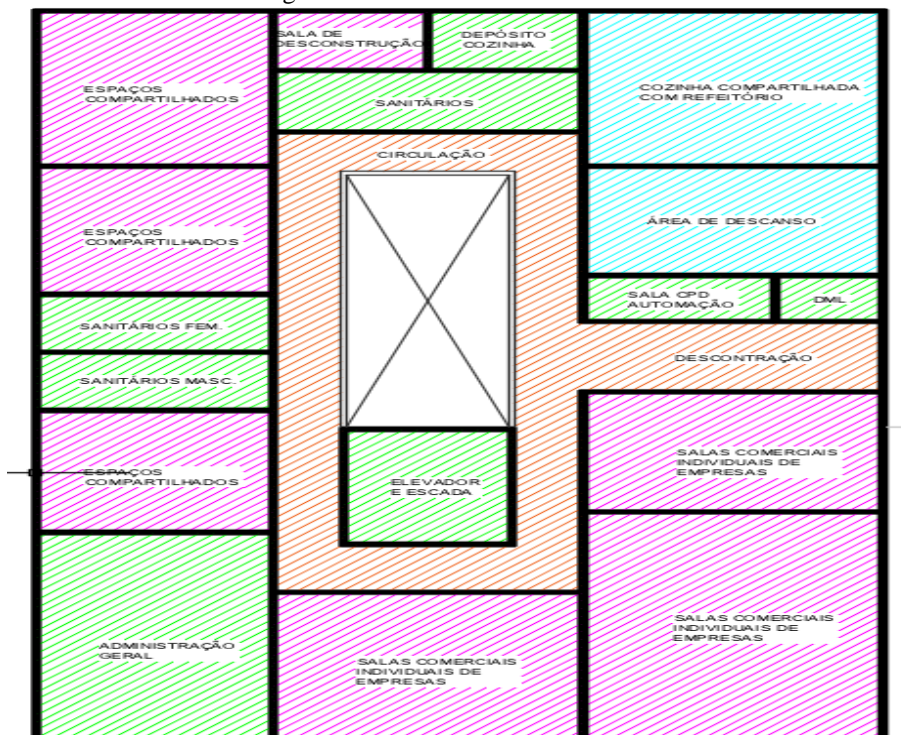 SALA DE
DESCONSTRUÇÃO
DEPÓSITO
COZINHA
ESPAÇOS
COMPARTILHADOS
COZINHA COMPARTILHADA
COM REFEITÓRIO
SANITÁRIOS
CIRCULAÇÃO
ESPAÇOS
COMPARTILHADOS
ÁREA DE DESCANSO
SALA CPD
AUTOMAÇÃO
DML
SANITÁRIOS FEM.
DESCONTRAÇÃO
SANITÁRIOS MASC.
SALAS COMERCIAIS
INDIVIDUAIS DE
EMPRESAS
ESPAÇOS
COMPARTILHADOS
ELEVADOR
E ESCADA
SALAS COMERCIAIS
INDIVIDUAIS DE
EMPRESAS
ADMINISTRAÇÃO
GERAL
SALAS COMERCIAIS
INDIVIDUAIS DE
EMPRESAS